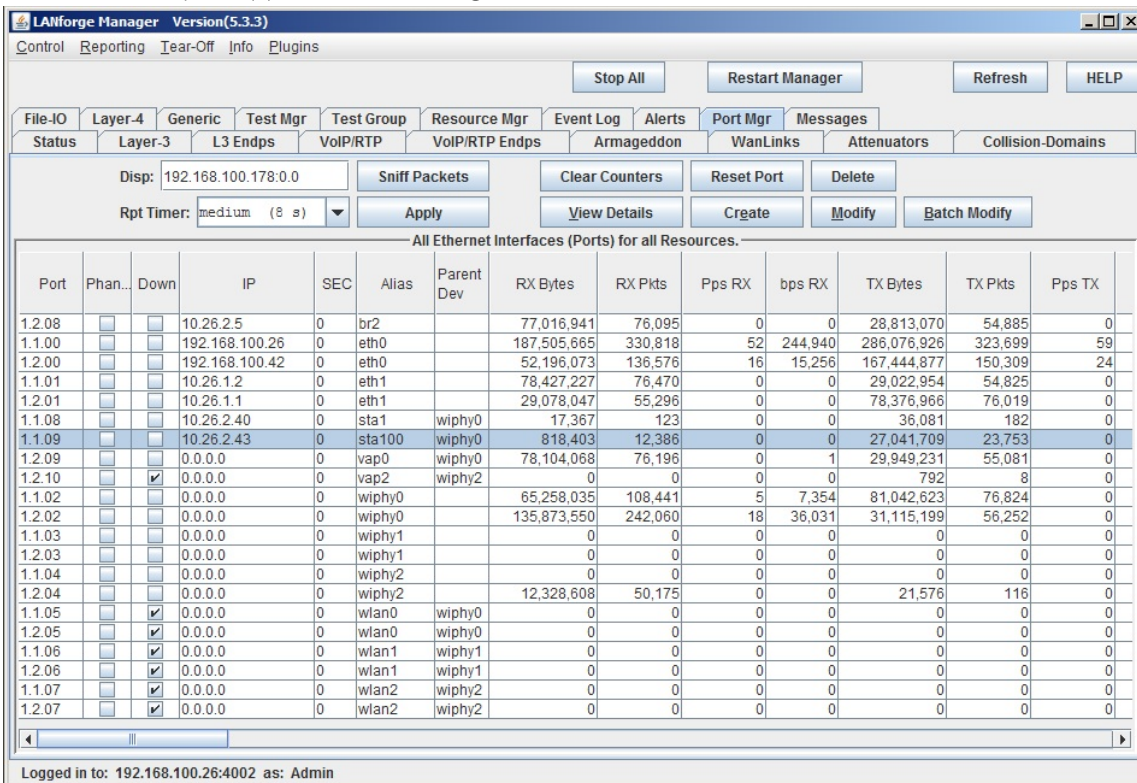 LANforge Manager Version(5.3.3)
Control Reporting Tear-Off Info Plugins
Stop All Restart Manager Refresh HELP
File-IO Layer-4 Generic Test Mgr Test Group Resource Mgr Event Log Alerts Port Mgr Messages
Status Layer-3 L3 Endps VoIP/RTP VoIP/RTP Endps Armageddon WanLinks Attenuators Collision-Domains
Disp: 192.168.100.178:0.0 Sniff Packets Clear Counters Reset Port Delete
Rpt Timer: medium (8 s) Apply View Details Create Modify Batch Modify
All Ethernet Interfaces (Ports) for all Resources.
Port Phan... Down IP SEC Alias Parent Dev RX Bytes RX Pkts Pps RX bps RX TX Bytes TX Pkts Pps TX
1.2.08 10.26.2.5 0 br2 77,016,941 76,095 0 0 28,813,070 54,885 0
1.1.00 192.168.100.26 0 eth0 187,505,665 330,818 52 244,940 286,076,926 323,699 59
1.2.00 192.168.100.42 0 eth0 52,196,073 136,576 16 15,256 167,444,877 150,309 24
1.1.01 10.26.1.2 0 eth1 78,427,227 76,470 0 0 29,022,954 54,825 0
1.2.01 10.26.1.1 0 eth1 29,078,047 55,296 0 0 78,376,966 76,019 0
1.1.08 10.26.2.40 0 sta1 wiphy0 17,367 123 0 0 36,081 182 0
1.1.09 10.26.2.43 0 sta100 wiphy0 818,403 12,386 0 0 27,041,709 23,753 0
1.2.09 0.0.0.0 0 vap0 wiphy0 78,104,068 76,196 0 1 29,949,231 55,081 0
1.2.10 0.0.0.0 0 vap2 wiphy2 0 0 0 0 792 8 0
1.1.02 0.0.0.0 0 wiphy0 65,258,035 108,441 5 7,354 81,042,623 76,824 0
1.2.02 0.0.0.0 0 wiphy0 135,873,550 242,060 18 36,031 31,115,199 56,252 0
1.1.03 0.0.0.0 0 wiphy1 0 0 0 0 0 0 0
1.2.03 0.0.0.0 0 wiphy1 0 0 0 0 0 0 0
1.1.04 0.0.0.0 0 wiphy2 0 0 0 0 0 0 0
1.2.04 0.0.0.0 0 wiphy2 12,328,608 50,175 0 0 21,576 116 0
1.1.05 0.0.0.0 0 wlan0 wiphy0 0 0 0 0 0 0 0
1.2.05 0.0.0.0 0 wlan0 wiphy0 0 0 0 0 0 0 0
1.1.06 0.0.0.0 0 wlan1 wiphy1 0 0 0 0 0 0 0
1.2.06 0.0.0.0 0 wlan1 wiphy1 0 0 0 0 0 0 0
1.1.07 0.0.0.0 0 wlan2 wiphy2 0 0 0 0 0 0 0
1.2.07 0.0.0.0 0 wlan2 wiphy2 0 0 0 0 0 0 0
Logged in to: 192.168.100.26:4002 as: Admin